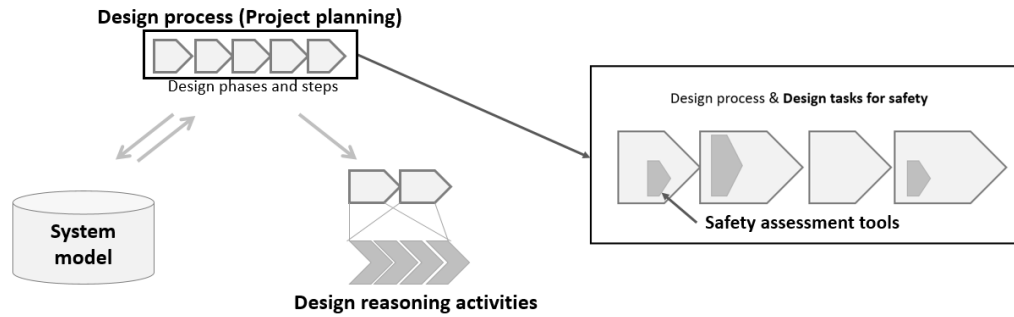 Design process (Project planning)
Design phases and steps
Design process & Design tasks for safety
Safety assessment tools
System
model
Design reasoning activities